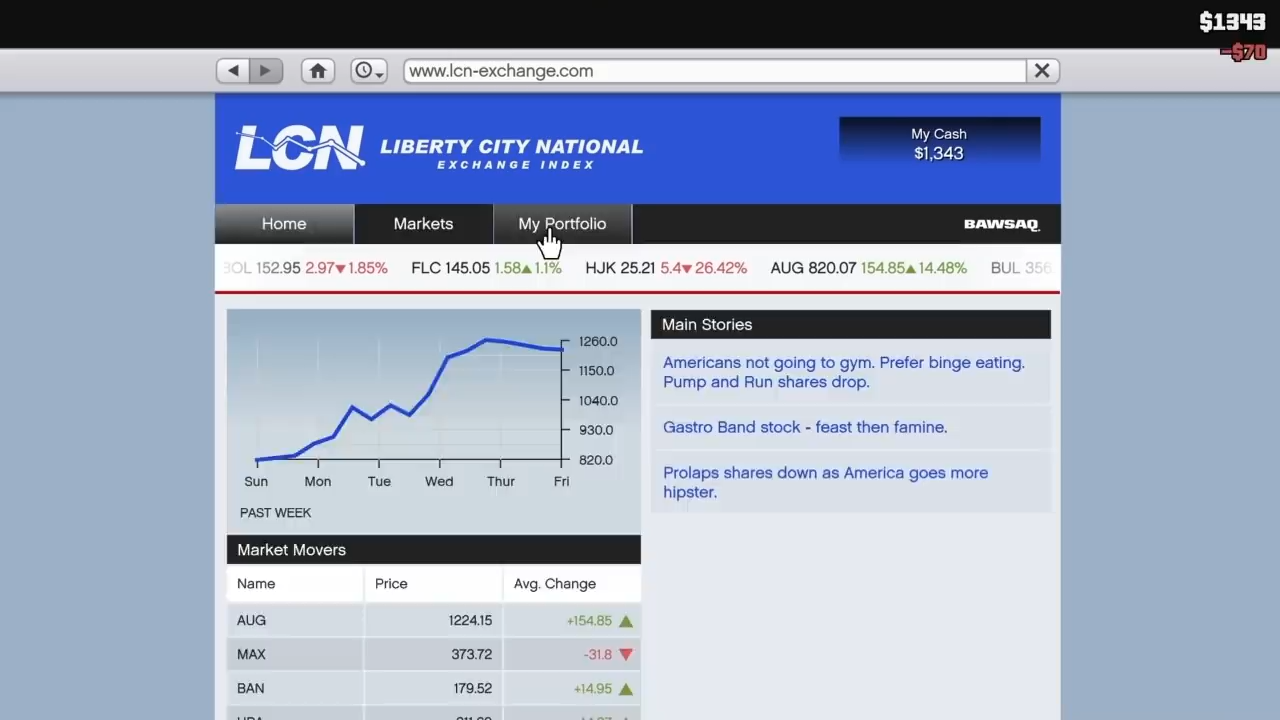 $1343
-$70
www.lcn-exchange.com
LCN LIBERTY CITY NATIONAL
EXCHANGE INDEX
My Cash
$1,343
Home Markets My Portfolio BAWSAQ
BOL 152.95 2.97▼1.85% FLC 145.05 1.58▲1.1% HJK 25.21 5.4▼26.42% AUG 820.07 154.85▲14.48% BUL 356
1260.0
1150.0
1040.0
930.0
820.0
Sun Mon Tue Wed Thur Fri
PAST WEEK
Main Stories
Americans not going to gym. Prefer binge eating.
Pump and Run shares drop.
Gastro Band stock - feast then famine.
Prolaps shares down as America goes more
hipster.
Market Movers
Name Price Avg. Change
AUG 1224.15 +154.85 ▲
MAX 373.72 -31.8 ▼
BAN 179.52 +14.95 ▲